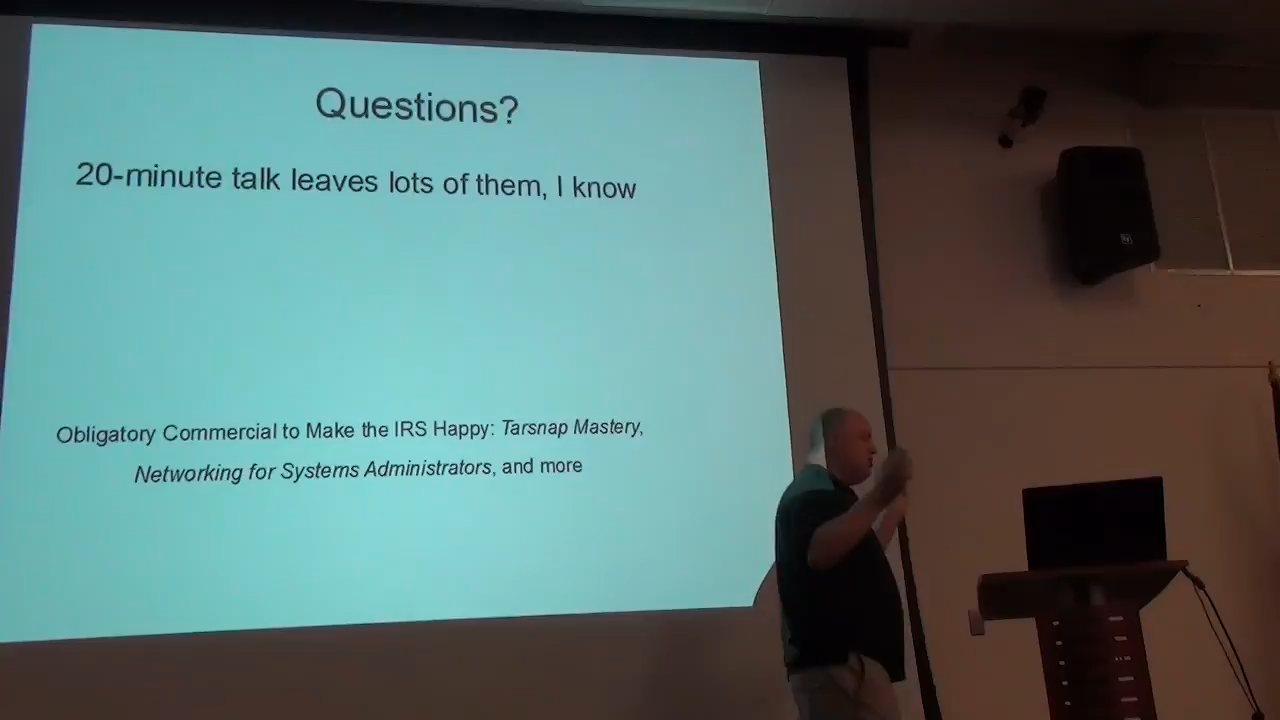 Questions?
20-minute talk leaves lots of them, I know
Obligatory Commercial to Make the IRS Happy: Tarsnap Mastery,
Networking for Systems Administrators, and more